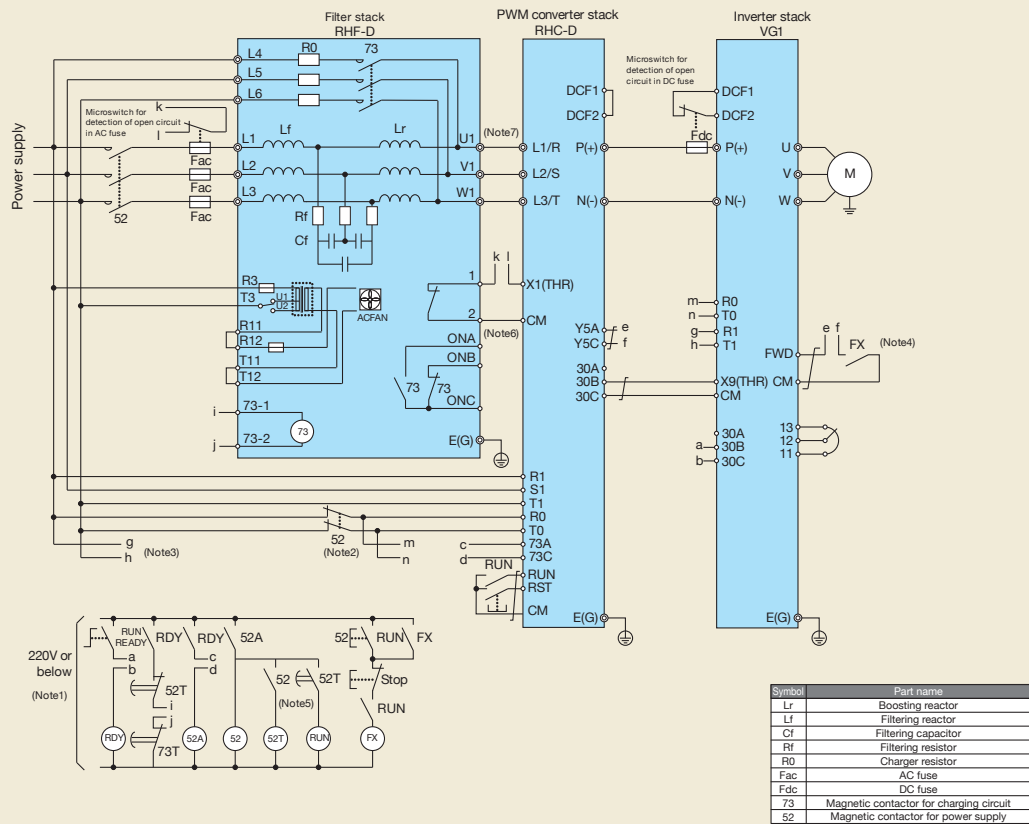 Filter stack
RHF-D
PWM converter stack
RHC-D
Inverter stack
VG1
L4
R0
73
L5
L6
Microswitch for
detection of open circuit
in AC fuse
k
l
Power supply
L1
L2
L3
Fac
Fac
52
Lf
Lr
U1
V1
W1
(Note7)
Rf
Cf
R3
T3
U1
U2
ACFAN
R11
R12
T11
T12
1
2
k
l
(Note6)
ONA
ONB
ONC
73
73
i
73-1
73
j
73-2
E(G)
L1/R
L2/S
L3/T
DCF1
DCF2
P(+)
N(-)
X1(THR)
CM
Y5A
Y5C
e
f
30A
30B
30C
R1
S1
T1
R0
T0
73A
73C
RUN
RST
CM
E(G)
RUN
c
d
g
h
(Note3)
52
(Note2)
m
n
Microswitch for
detection of open
circuit in DC fuse
Fdc
DCF1
DCF2
P(+)
N(-)
U
V
W
M
m
n
g
h
R0
T0
R1
T1
FWD
CM
e
f
FX
(Note4)
X9(THR)
CM
30A
30B
30C
a
b
13
12
11
E(G)
220V or
below
(Note1)
RUN
READY
a
b
RDY
RDY
52T
i
j
73T
RDY
c
d
52A
52A
52
52
(Note5)
52T
52T
RUN
52
RUN
FX
Stop
RUN
FX
Symbol Part name
Lr Boosting reactor
Lf Filtering reactor
Cf Filtering capacitor
Rf Filtering resistor
R0 Charger resistor
Fac AC fuse
Fdc DC fuse
73 Magnetic contactor for charging circuit
52 Magnetic contactor for power supply